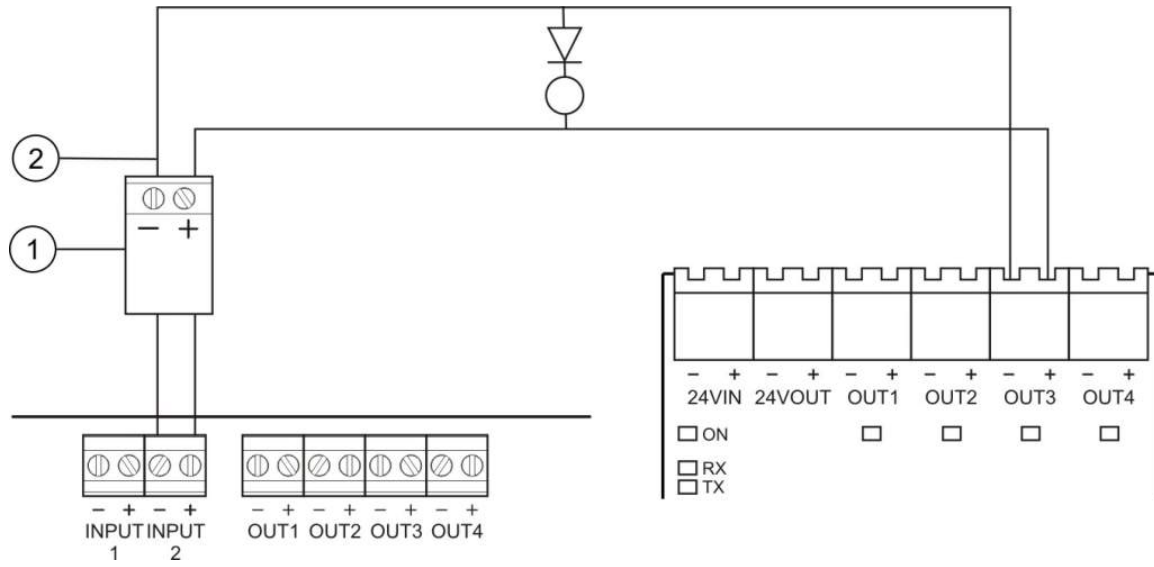 2
1
− +
− + − + − + − + − + − +
24VIN 24VOUT OUT1 OUT2 OUT3 OUT4
ON
RX
TX
− + − + − + − + − + − +
INPUT INPUT OUT1 OUT2 OUT3 OUT4
1 2